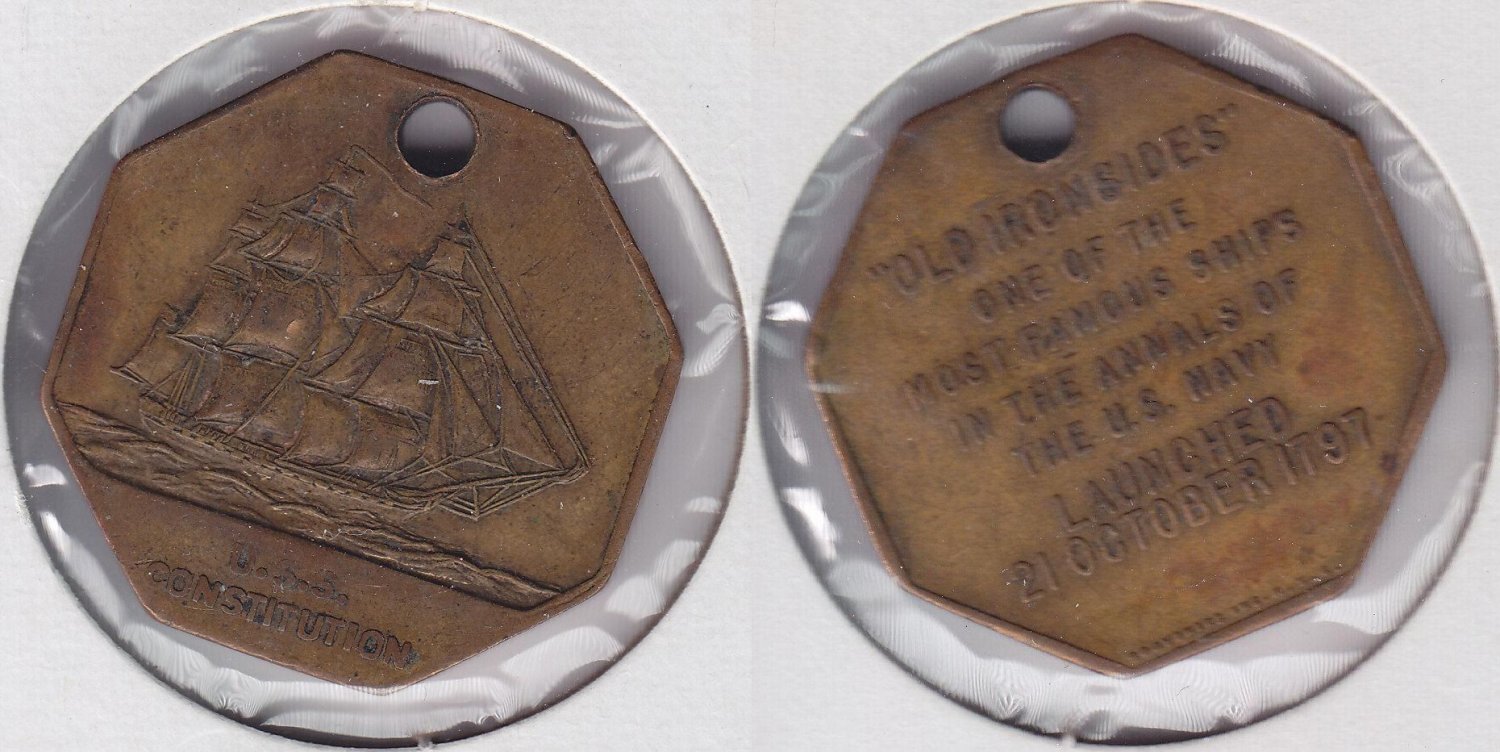 U.S.S.
CONSTITUTION
"OLD IRONSIDES"
ONE OF THE
MOST FAMOUS SHIPS
IN THE ANNALS OF
THE U.S. NAVY
LAUNCHED
21 OCTOBER 1797